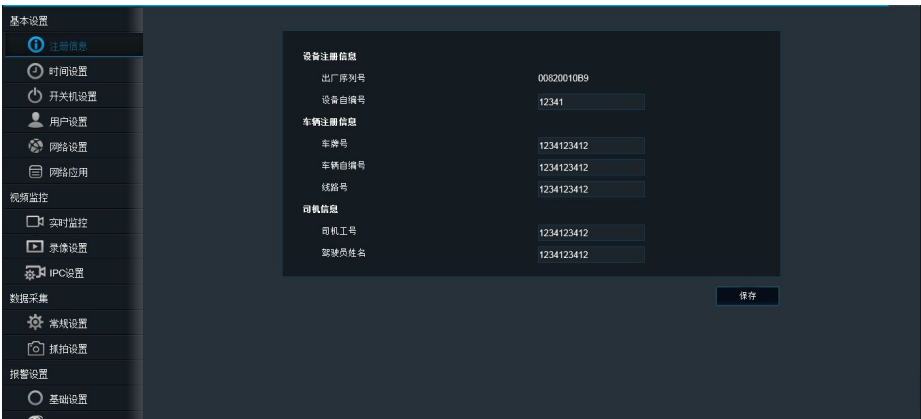 基本设置
注册信息
时间设置
开关机设置
用户设置
网络设置
网络应用
视频监控
实时监控
录像设置
IPC设置
数据采集
常规设置
抓拍设置
报警设置
基础设置
设备注册信息
出厂序列号 00820010B9
设备自编号 12341
车辆注册信息
车牌号 1234123412
车辆自编号 1234123412
线路号 1234123412
司机信息
司机工号 1234123412
驾驶员姓名 1234123412
保存